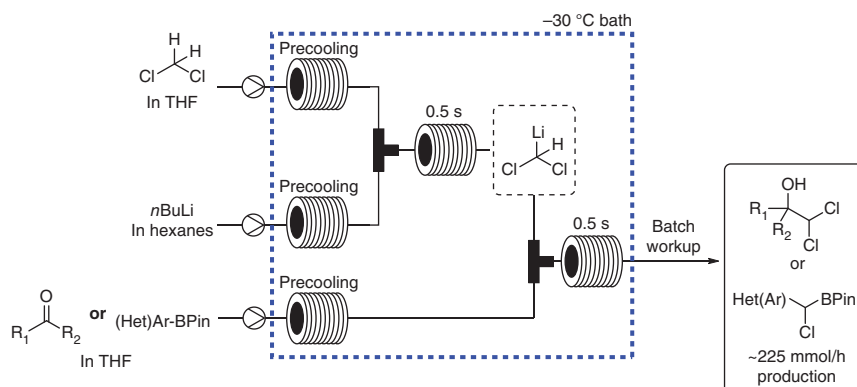 –30 °C bath
H
H
Cl
Cl
In THF
Precooling
0.5 s
Li
H
Cl
Cl
nBuLi
In hexanes
Precooling
0.5 s
Batch
workup
O
R1
R2
or
(Het)Ar-BPin
In THF
Precooling
OH
R1
R2
Cl
Cl
or
Het(Ar)
BPin
Cl
~225 mmol/h
production